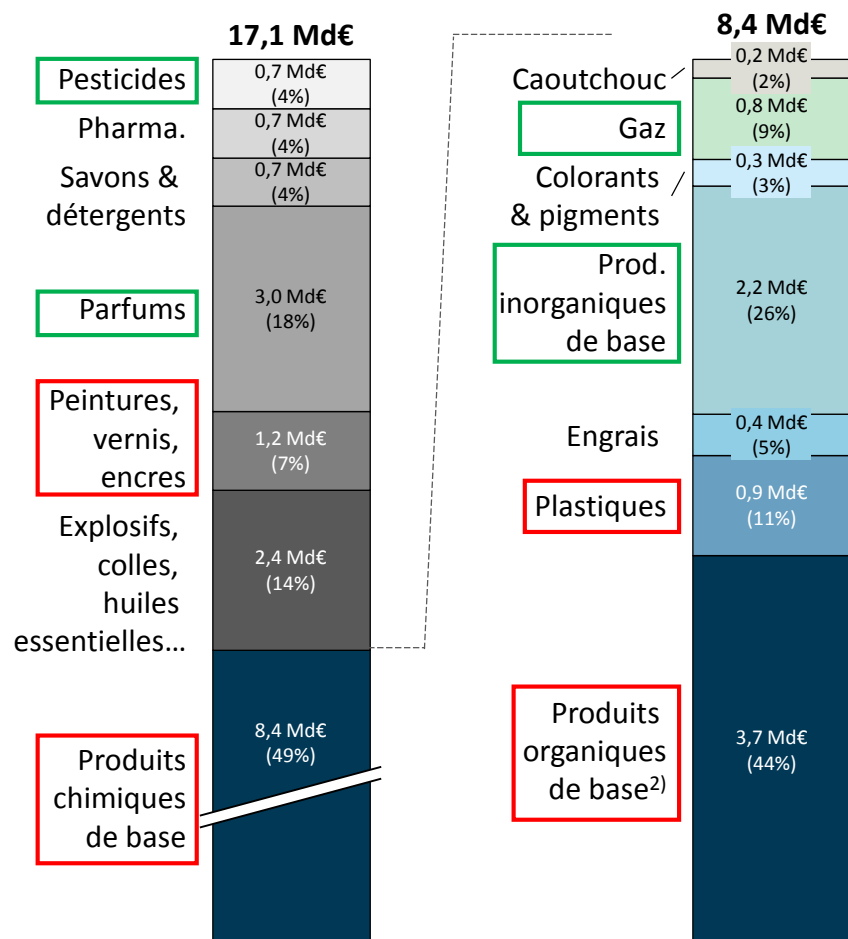 17,1 Md€
Pesticides
0,7 Md€
(4%)
Pharma.
0,7 Md€
(4%)
Savons &
détergents
0,7 Md€
(4%)
Parfums
3,0 Md€
(18%)
Peintures,
vernis,
encres
1,2 Md€
(7%)
Explosifs,
colles,
huiles
essentielles...
2,4 Md€
(14%)
Produits
chimiques
de base
8,4 Md€
(49%)
8,4 Md€
Caoutchouc
0,2 Md€
(2%)
Gaz
0,8 Md€
(9%)
Colorants
& pigments
0,3 Md€
(3%)
Prod.
inorganiques
de base
2,2 Md€
(26%)
Engrais
0,4 Md€
(5%)
Plastiques
0,9 Md€
(11%)
Produits
organiques
de base²⁾
3,7 Md€
(44%)